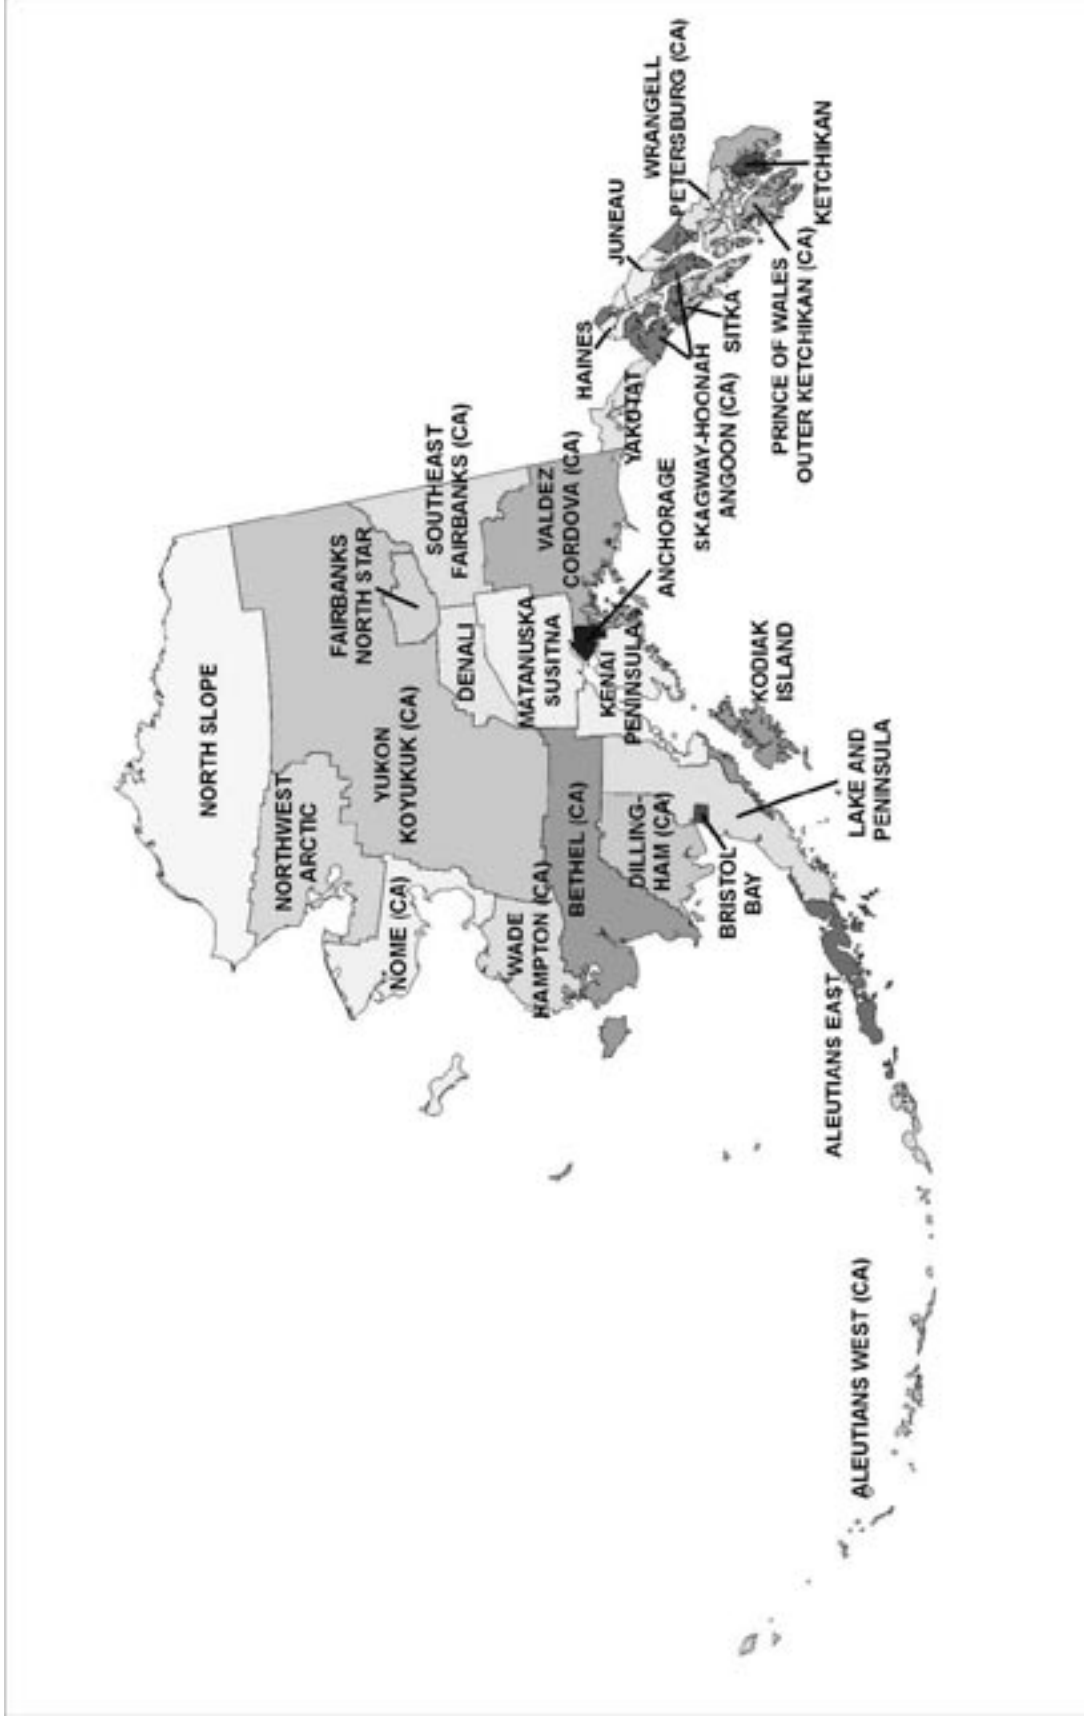 NORTH SLOPE
NORTHWEST
ARCTIC
NOME (CA)
YUKON
KOYUKUK (CA)
FAIRBANKS
NORTH STAR
SOUTHEAST
FAIRBANKS (CA)
DENALI
MATANUSKA
SUSITNA
VALDEZ
CORDOVA (CA)
WADE
HAMPTON (CA)
BETHEL (CA)
DILLING-
HAM (CA)
KENAI
PENINSULA
ANCHORAGE
BRISTOL
BAY
KODIAK
ISLAND
LAKE AND
PENINSULA
ALEUTIANS EAST
ALEUTIANS WEST (CA)
YAKUTAT
HAINES
JUNEAU
SKAGWAY-HOONAH
ANGOON (CA)
SITKA
WRANGELL
PETERSBURG (CA)
PRINCE OF WALES
OUTER KETCHIKAN (CA)
KETCHIKAN